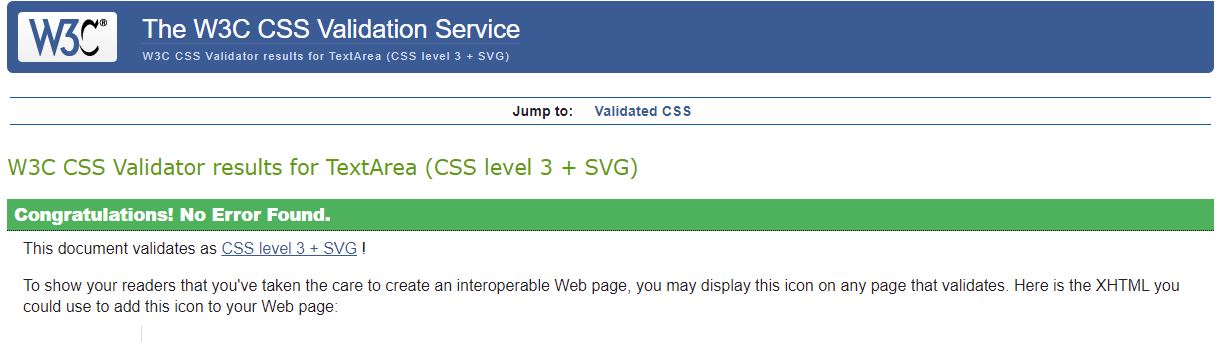 W3C®
The W3C CSS Validation Service
W3C CSS Validator results for TextArea (CSS level 3 + SVG)
Jump to: Validated CSS
W3C CSS Validator results for TextArea (CSS level 3 + SVG)
Congratulations! No Error Found.
This document validates as CSS level 3 + SVG !
To show your readers that you've taken the care to create an interoperable Web page, you may display this icon on any page that validates. Here is the XHTML you
could use to add this icon to your Web page: